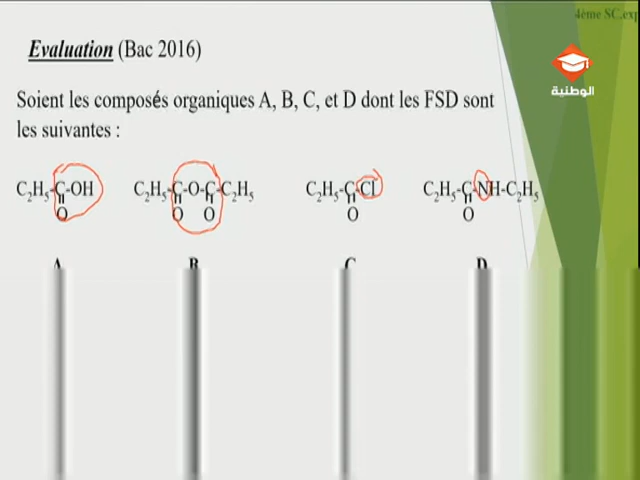 4ème SC.exp
Evaluation (Bac 2016)
الوطنية
Soient les composés organiques A, B, C, et D dont les FSD sont
les suivantes :
C₂H₅-C-OH C₂H₅-C-O-C-C₂H₅ C₂H₅-C-Cl C₂H₅-C-NH-C₂H₅
O O O O O
A B C D